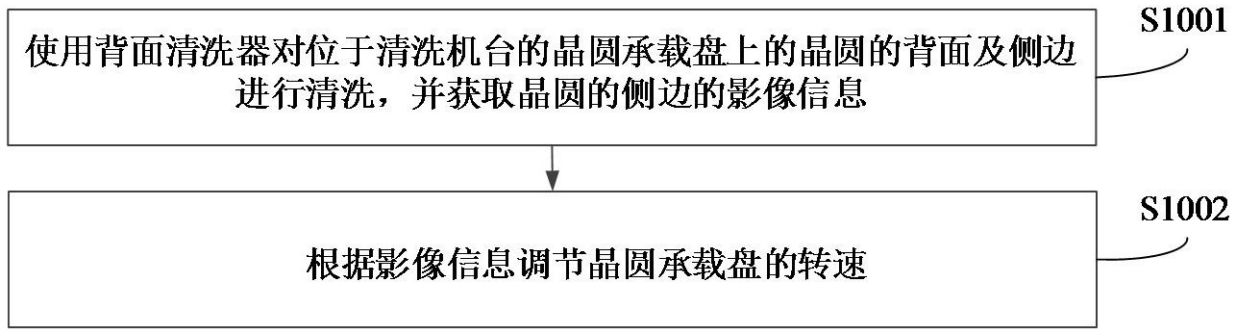 S1001
使用背面清洗器对位于清洗机台的晶圆承载盘上的晶圆的背面及侧边
进行清洗，并获取晶圆的侧边的影像信息
S1002
根据影像信息调节晶圆承载盘的转速